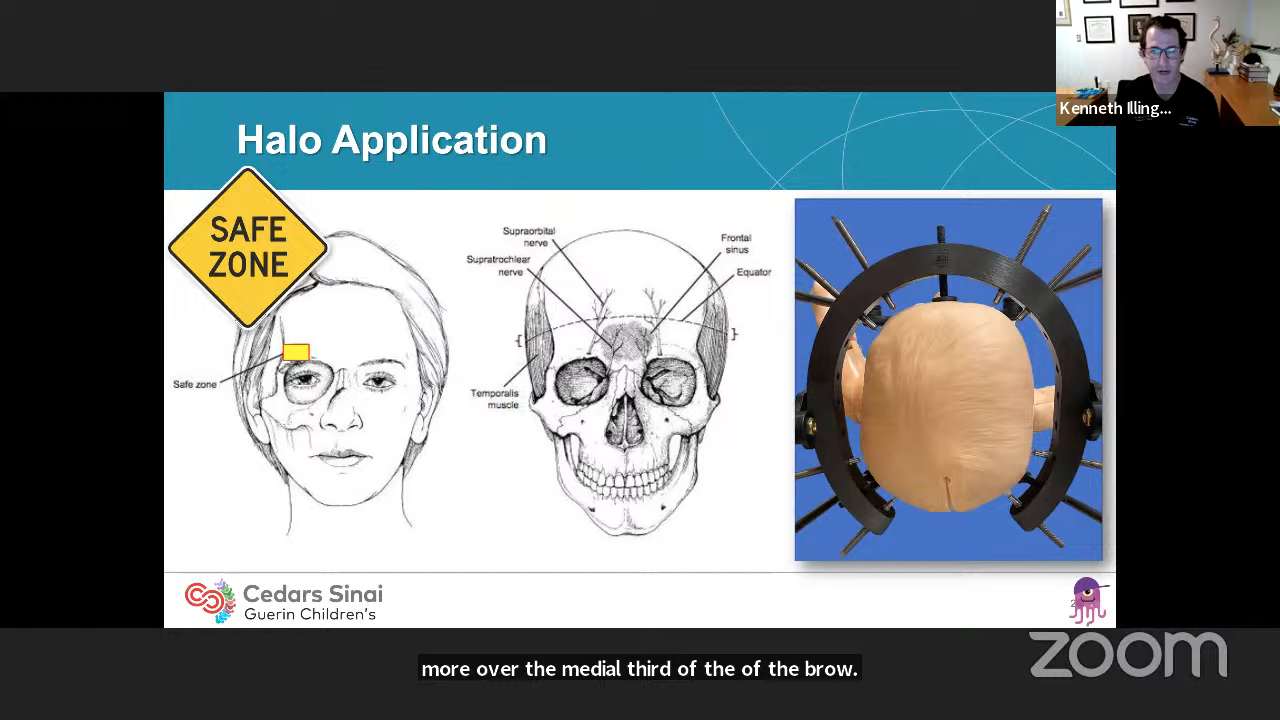 Kenneth Illing...
Halo Application
SAFE
ZONE
Safe zone
Supraorbital
nerve
Supratrochlear
nerve
Frontal
sinus
Equator
Temporalis
muscle
Cedars Sinai
Guerin Children's
zoom
more over the medial third of the of the brow.